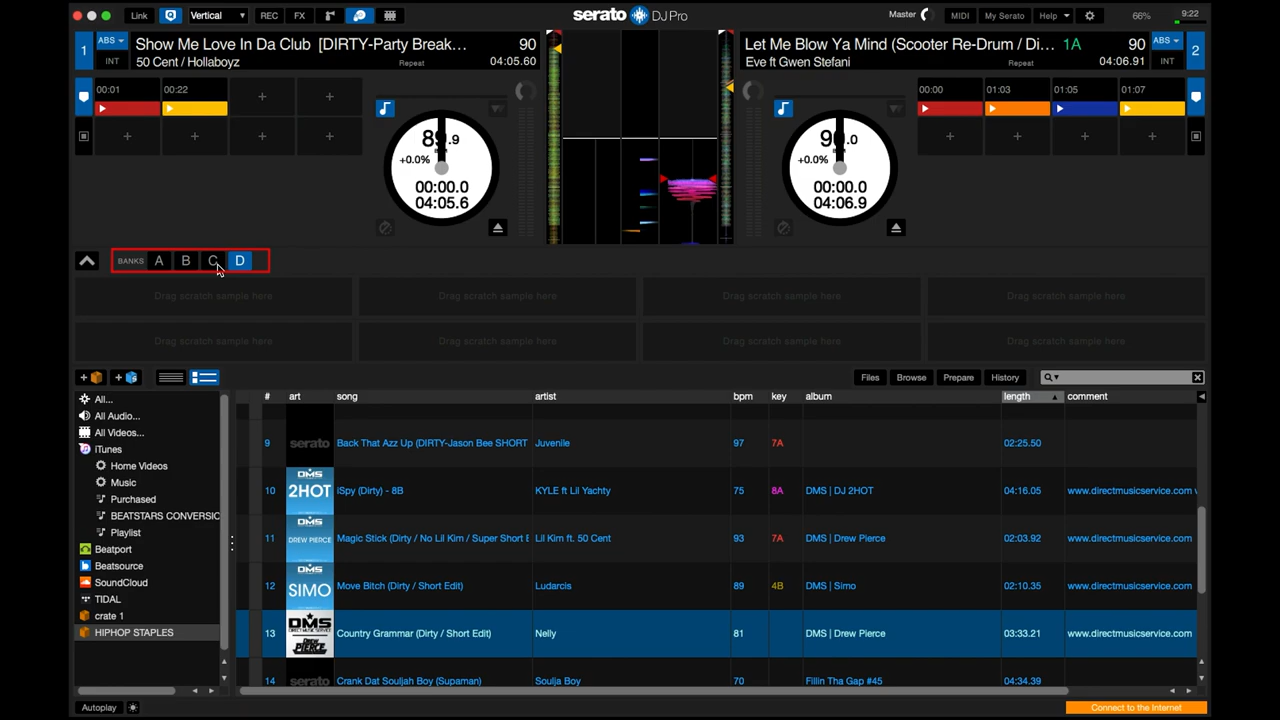 Link Vertical REC FX serato DJ Pro Master MIDI My Serato Help 66% 9:22
1 ABS Show Me Love In Da Club [DIRTY-Party Break... 90
INT 50 Cent / Hollaboyz Repeat 04:05.60
Let Me Blow Ya Mind (Scooter Re-Drum / Di... 1A 90 ABS 2
Eve ft Gwen Stefani Repeat 04:06.91 INT
00:01 00:22
00:00 01:03 01:05 01:07
+0.0%
00:00.0
04:05.6
90.0
+0.0%
00:00.0
04:06.9
BANKS A B C D
Drag scratch sample here Drag scratch sample here Drag scratch sample here Drag scratch sample here
Drag scratch sample here Drag scratch sample here Drag scratch sample here Drag scratch sample here
Files Browse Prepare History
# art song artist bpm key album length comment
serato 9 Back That Azz Up (DIRTY-Jason Bee SHORT Juvenile 97 7A 02:25.50
10 DMS 2HOT iSpy (Dirty) - 8B KYLE ft Lil Yachty 75 8A DMS | DJ 2HOT 04:16.05 www.directmusicservice.com
11 DMS DREW PIERCE Magic Stick (Dirty / No Lil Kim / Super Short E Lil Kim ft. 50 Cent 93 7A DMS | Drew Pierce 02:03.92 www.directmusicservice.com
12 DMS SIMO Move Bitch (Dirty / Short Edit) Ludarcis 89 4B DMS | Simo 02:10.35 www.directmusicservice.com
13 DMS DIRECT MUSIC SERVICE DREW PIERCE Country Grammar (Dirty / Short Edit) Nelly 81 DMS | Drew Pierce 03:33.21 www.directmusicservice.com
14 serato Crank Dat Souljah Boy (Supaman) Soulja Boy 70 Fillin Tha Gap #45 04:34.39
All...
All Audio...
All Videos...
iTunes
Home Videos
Music
Purchased
BEATSTARS CONVERSIO
Playlist
Beatport
Beatsource
SoundCloud
TIDAL
crate 1
HIPHOP STAPLES
Autoplay
Connect to the Internet